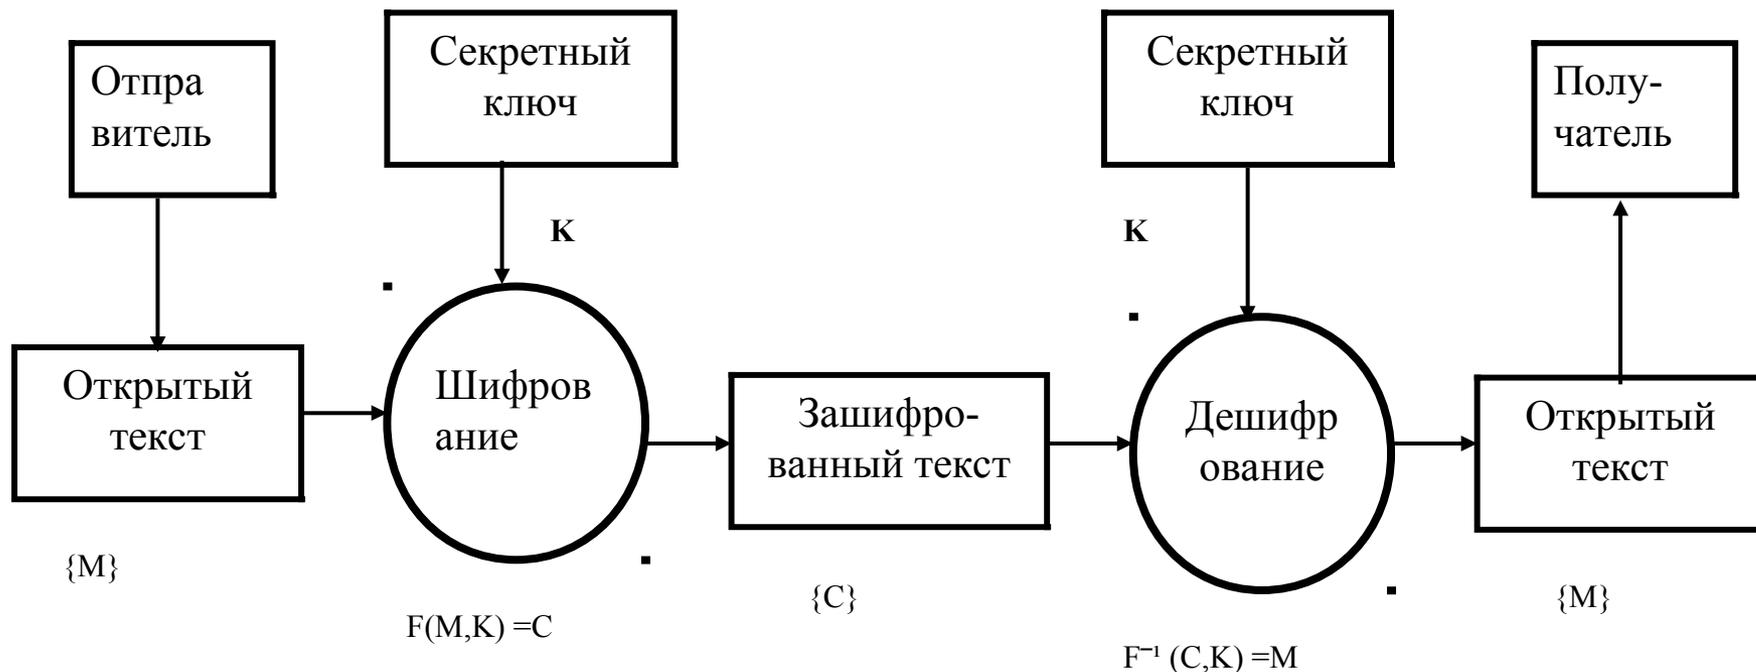 Отпра
витель
Секретный
ключ
Секретный
ключ
Полу-
чатель
K
K
Открытый
текст
Шифров
ание
Зашифро-
ванный текст
Дешифр
ование
Открытый
текст
{M}
F(M,K) =C
{C}
F⁻¹ (C,K) =M
{M}